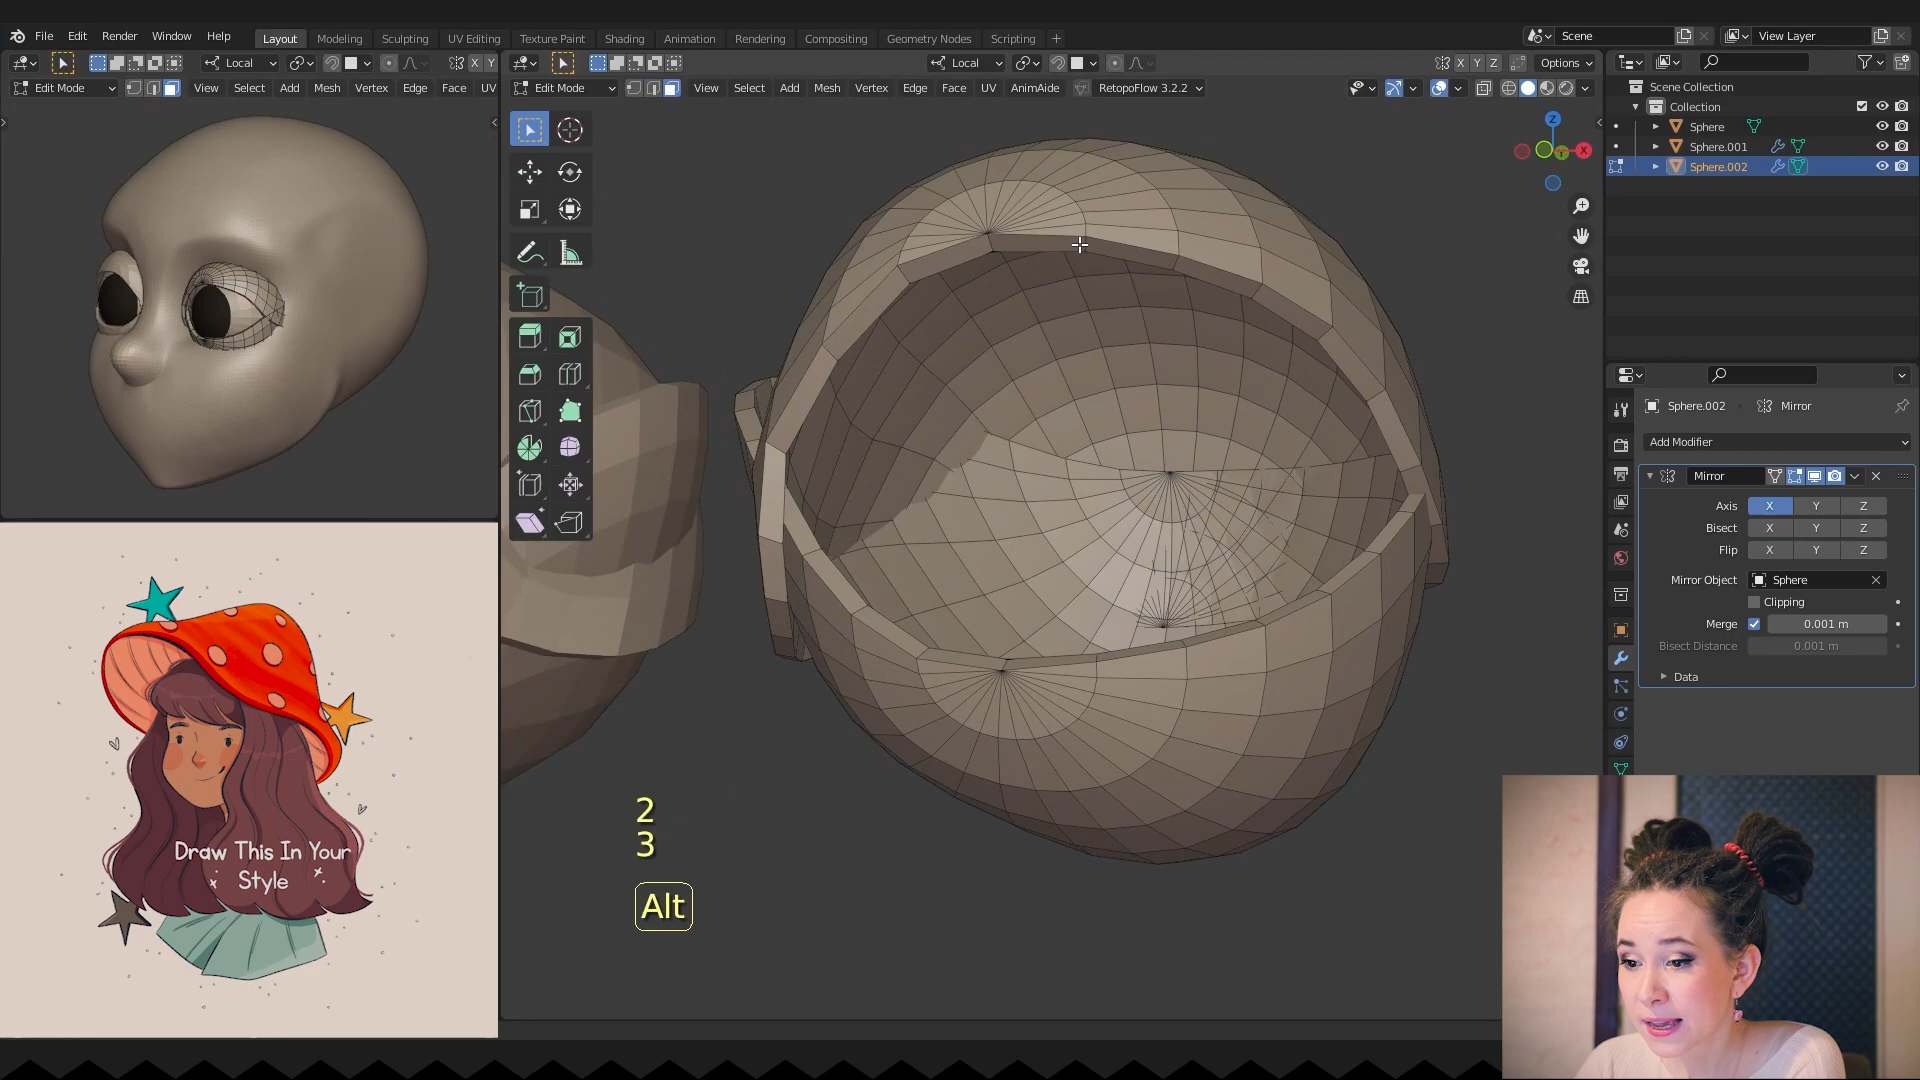 File Edit Render Window Help
Layout Modeling Sculpting UV Editing Texture Paint Shading Animation Rendering Compositing Geometry Nodes Scripting +
Scene
View Layer
Local
X Y
Local
X Y Z
Options
Edit Mode
View Select Add Mesh Vertex Edge Face UV
Edit Mode
View Select Add Mesh Vertex Edge Face UV AnimAide RetopoFlow 3.2.2
Scene Collection
Collection
Sphere
Sphere.001
Sphere.002
Z
X
Sphere.002
Mirror
Add Modifier
Mirror
Axis X Y Z
Bisect X Y Z
Flip X Y Z
Mirror Object Sphere
Clipping
Merge 0.001 m
Bisect Distance 0.001 m
Data
2
3
Alt
Draw This In Your
Style